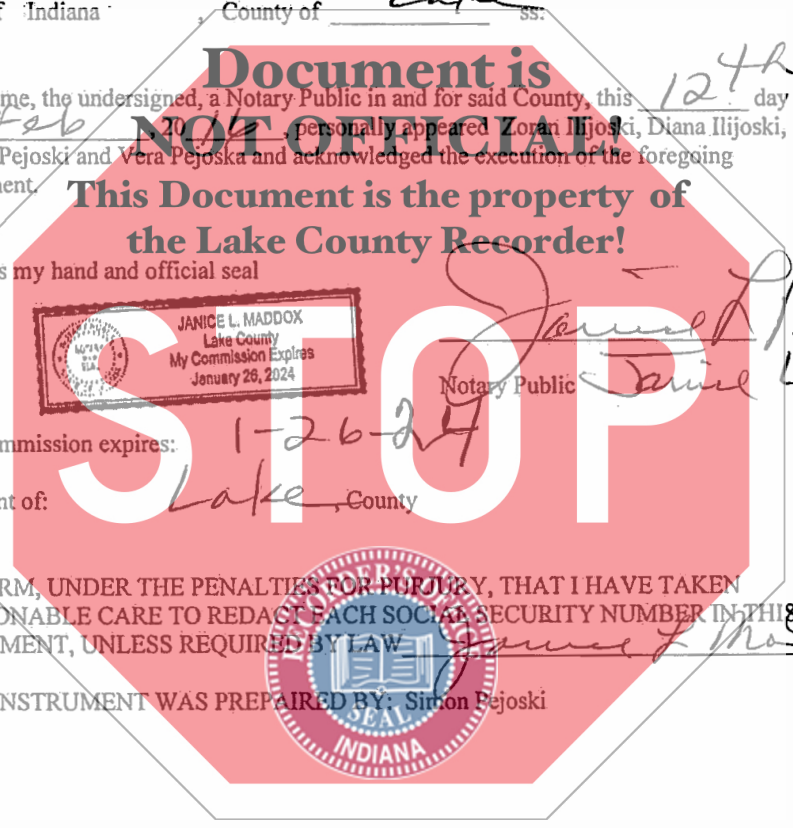 f Indiana , County of Lake ss:
Document is
me, the undersigned, a Notary Public in and for said County, this 12th day
Feb , 2016 , personally appeared Zoran Ilijoski, Diana Ilijoski,
NOT OFFICIAL!
Pejoski and Vera Pejoska and acknowledged the execution of the foregoing
ent.
This Document is the property of
the Lake County Recorder!
s my hand and official seal
JANICE L. MADDOX
Lake County
My Commission Expires
January 26, 2024
Notary Public
STOP
mmission expires: 1-26-24
nt of: Lake, County
RM, UNDER THE PENALTIES FOR PURJURY, THAT I HAVE TAKEN
ONABLE CARE TO REDACT EACH SOCIAL SECURITY NUMBER IN THI
MENT, UNLESS REQUIRED BY LAW
NSTRUMENT WAS PREPAIRED BY: Simon Pejoski
RECORDER'S OFFICE
SEAL
INDIANA